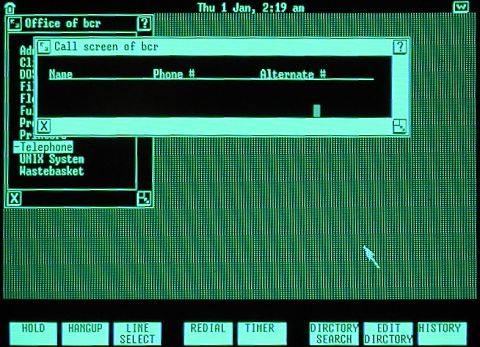 Thu 1 Jan, 2:19 am
W
Office of bcr
?
Call screen of bcr
?
Name Phone # Alternate #
X
Ad
Cl
DOS
Fi
Fl
Fu
Pr
Telephone
UNIX System
Wastebasket
X
HOLD
HANGUP
LINE
SELECT
REDIAL
TIMER
DIRCTORY
SEARCH
EDIT
DIRCTORY
HISTORY